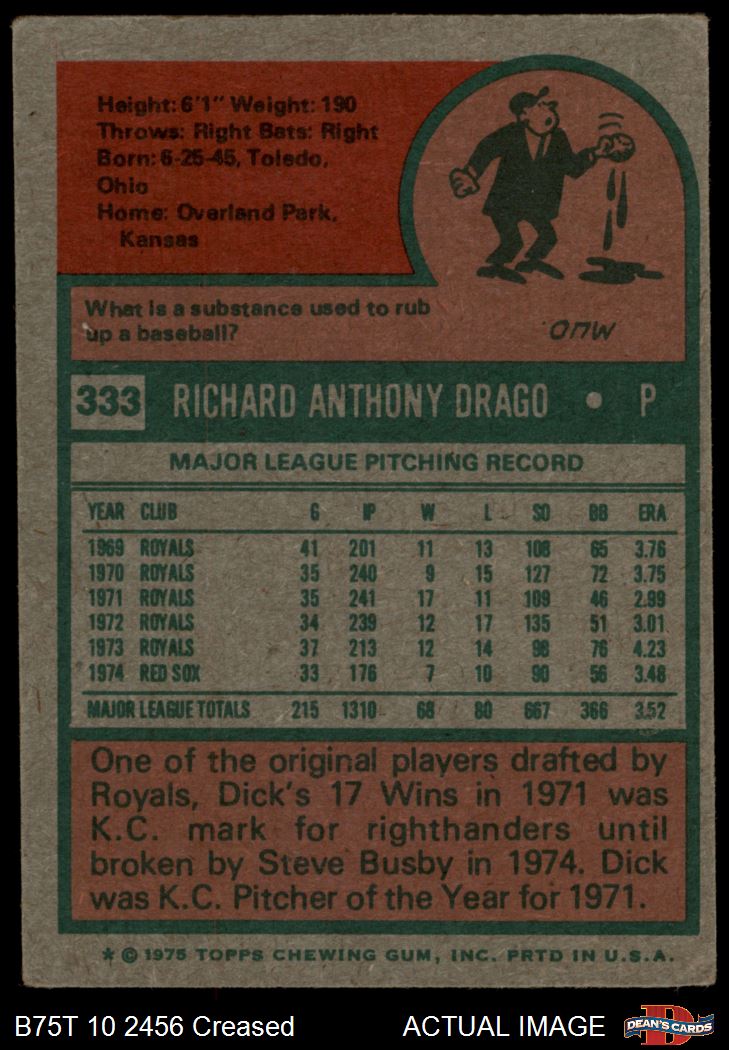 Height: 6'1" Weight: 190
Throws: Right Bats: Right
Born: 6-25-45, Toledo,
Ohio
Home: Overland Park,
Kansas
What is a substance used to rub
up a baseball?
MUD
333 RICHARD ANTHONY DRAGO • P
MAJOR LEAGUE PITCHING RECORD
YEAR CLUB G IP W L SO BB ERA
1969 ROYALS 41 201 11 13 108 65 3.76
1970 ROYALS 35 240 9 15 127 72 3.75
1971 ROYALS 35 241 17 11 109 46 2.99
1972 ROYALS 34 239 12 17 135 51 3.01
1973 ROYALS 37 213 12 14 98 76 4.23
1974 RED SOX 33 176 7 10 90 56 3.48
MAJOR LEAGUE TOTALS 215 1310 68 80 667 366 3.52
One of the original players drafted by
Royals, Dick's 17 Wins in 1971 was
K.C. mark for righthanders until
broken by Steve Busby in 1974. Dick
was K.C. Pitcher of the Year for 1971.
* © 1975 TOPPS CHEWING GUM, INC. PRTD IN U.S.A.
B75T 10 2456 Creased ACTUAL IMAGE
D
DEAN'S CARDS